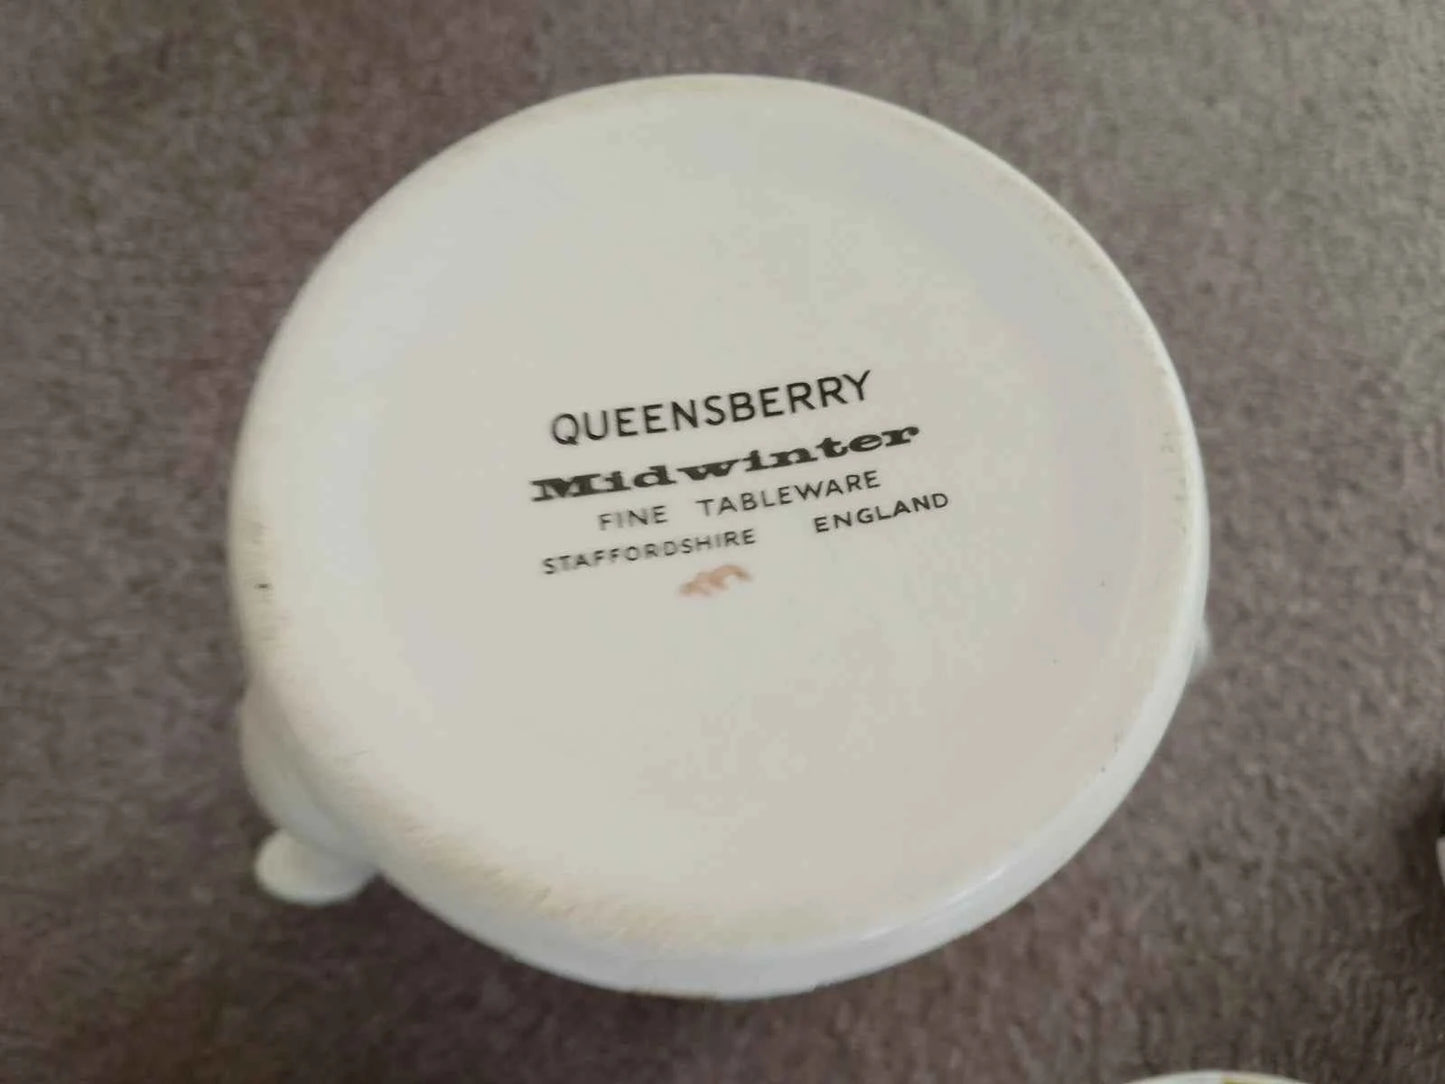 QUEENSBERRY
Midwinter
FINE TABLEWARE
STAFFORDSHIRE ENGLAND